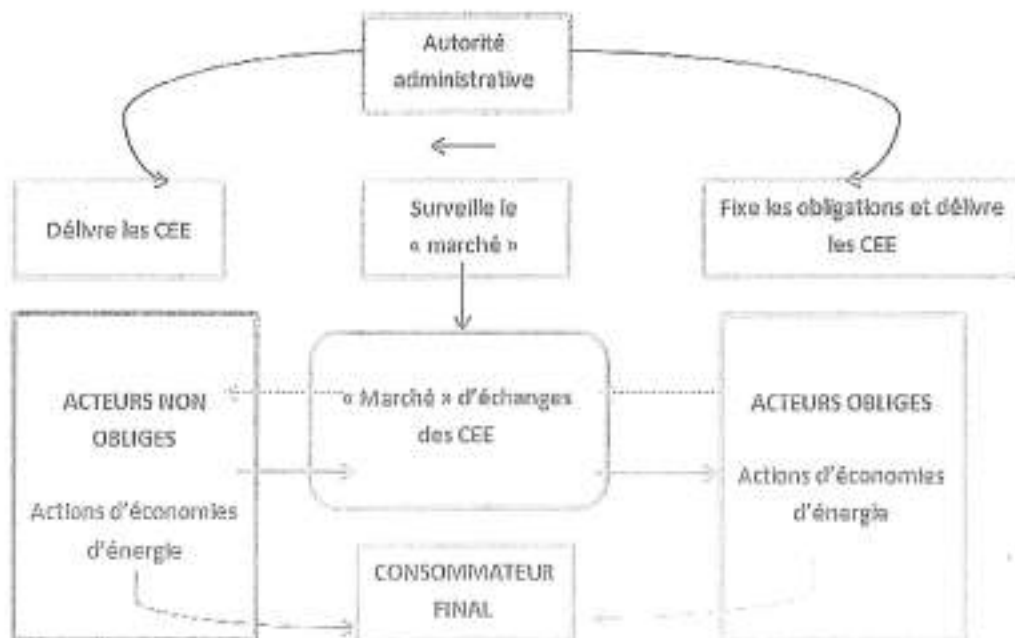 Autorité
administrative
Délivre les CEE
Surveille le
« marché »
Fixe les obligations et délivre
les CEE
ACTEURS NON
OBLIGES
Actions d'économies
d'énergie
« Marché » d'échanges
des CEE
ACTEURS OBLIGES
Actions d'économies
d'énergie
CONSOMMATEUR
FINAL